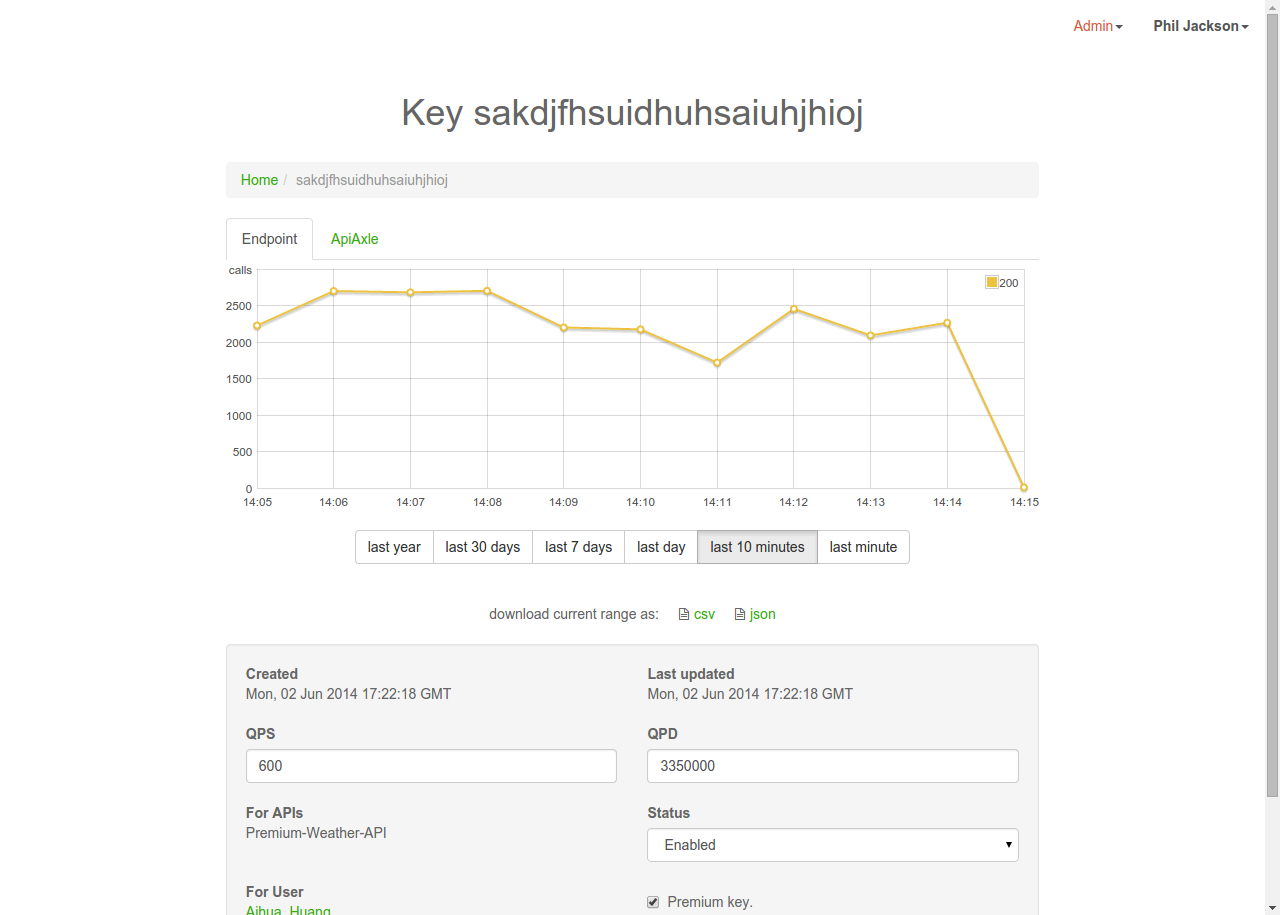 Admin Phil Jackson
Key sakdjfhsuidhuhsaiuhjhioj
Home / sakdjfhsuidhuhsaiuhjhioj
Endpoint ApiAxle
calls
200
2500
2000
1500
1000
500
0
14:05 14:06 14:07 14:08 14:09 14:10 14:11 14:12 14:13 14:14 14:15
last year last 30 days last 7 days last day last 10 minutes last minute
download current range as: csv json
Created Last updated
Mon, 02 Jun 2014 17:22:18 GMT Mon, 02 Jun 2014 17:22:18 GMT
QPS QPD
600 3350000
For APIs Status
Premium-Weather-API
Enabled
For User
Premium key.
Aihua_Huang